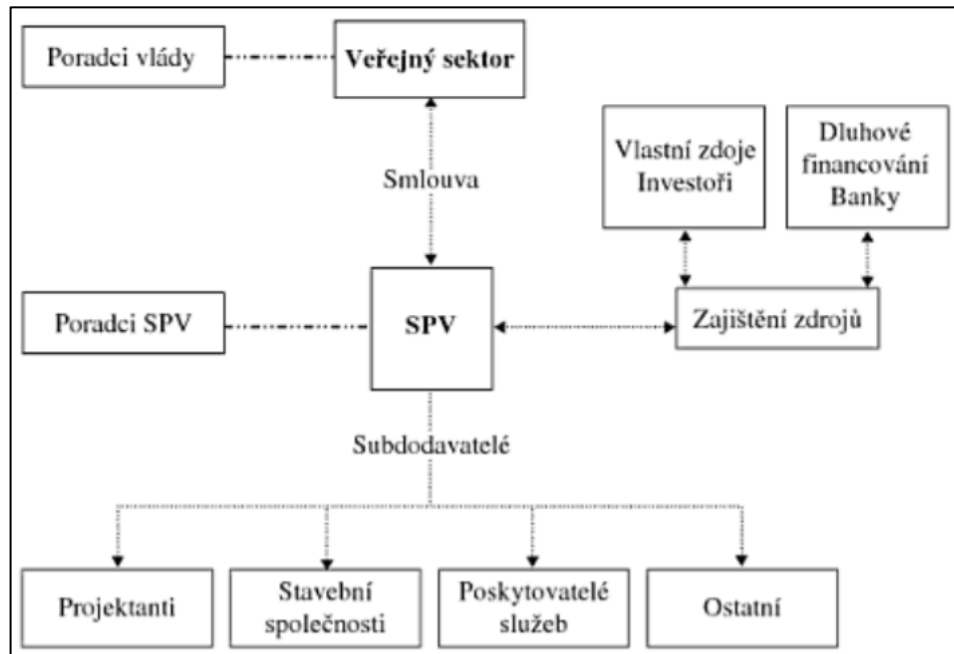 Poradci vlády
Veřejný sektor
Vlastní zdoje
Investoři
Dluhové
financování
Banky
Smlouva
Poradci SPV
SPV
Zajištění zdrojů
Subdodavatelé
Projektanti
Stavební
společnosti
Poskytovatelé
služeb
Ostatní